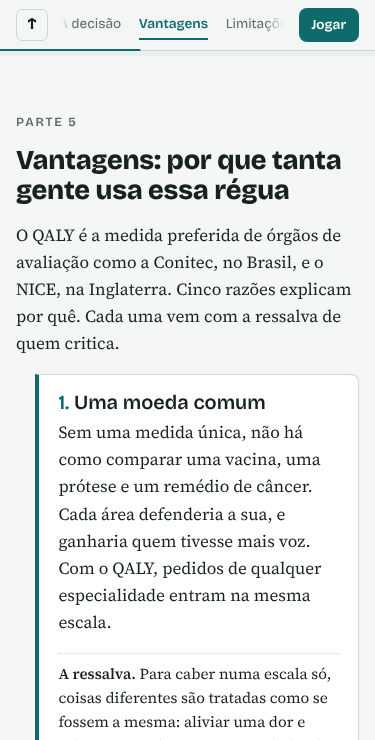 ↑ decisão Vantagens Limitaçõ Jogar
PARTE 5
Vantagens: por que tanta
gente usa essa régua
O QALY é a medida preferida de órgãos de
avaliação como a Conitec, no Brasil, e o
NICE, na Inglaterra. Cinco razões explicam
por quê. Cada uma vem com a ressalva de
quem critica.
1. Uma moeda comum
Sem uma medida única, não há
como comparar uma vacina, uma
prótese e um remédio de câncer.
Cada área defenderia a sua, e
ganharia quem tivesse mais voz.
Com o QALY, pedidos de qualquer
especialidade entram na mesma
escala.
A ressalva. Para caber numa escala só,
coisas diferentes são tratadas como se
fossem a mesma: aliviar uma dor e